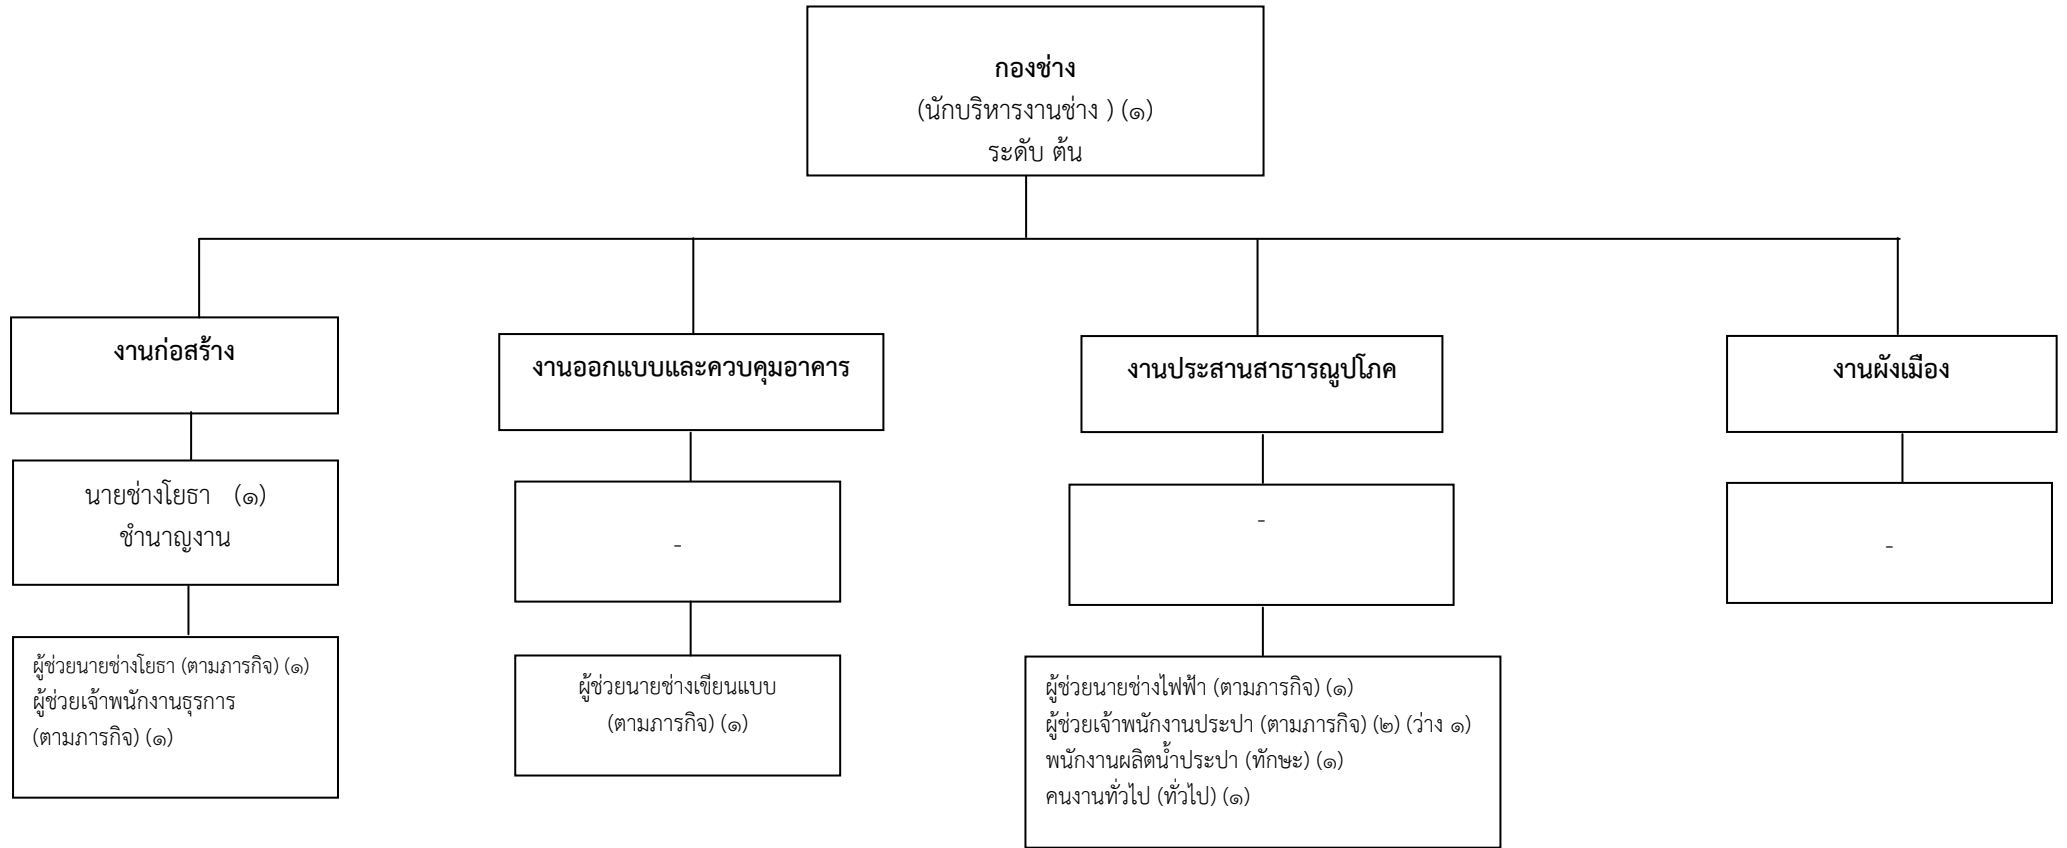 กองช่าง
(นักบริหารงานช่าง ) (๑)
ระดับ ต้น
งานก่อสร้าง
งานออกแบบและควบคุมอาคาร
งานประสานสาธารณูปโภค
งานผังเมือง
นายช่างโยธา (๑)
ชำนาญงาน
-
-
-
ผู้ช่วยนายช่างโยธา (ตามภารกิจ) (๑)
ผู้ช่วยเจ้าพนักงานธุรการ
(ตามภารกิจ) (๑)
ผู้ช่วยนายช่างเขียนแบบ
(ตามภารกิจ) (๑)
ผู้ช่วยนายช่างไฟฟ้า (ตามภารกิจ) (๑)
ผู้ช่วยเจ้าพนักงานประปา (ตามภารกิจ) (๒) (ว่าง ๑)
พนักงานผลิตน้ำประปา (ทักษะ) (๑)
คนงานทั่วไป (ทั่วไป) (๑)